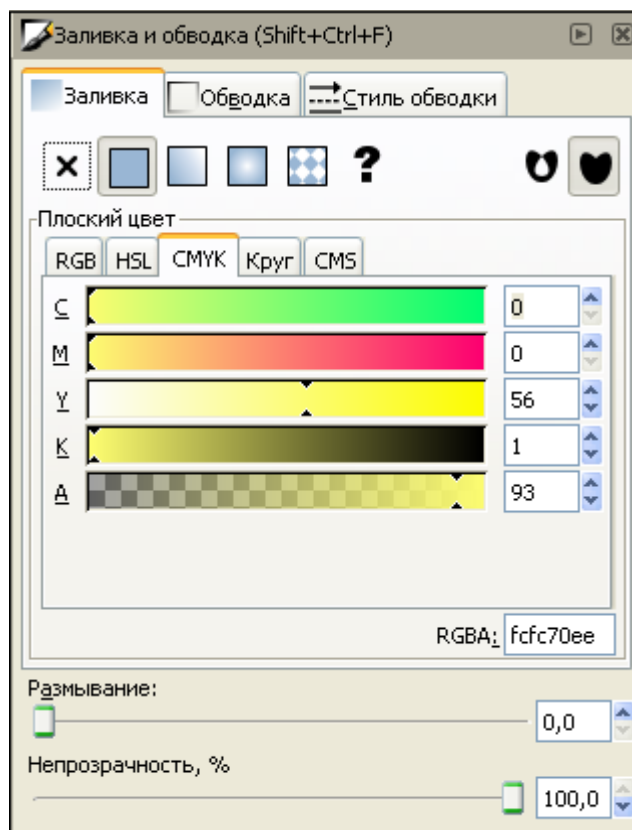 Заливка и обводка (Shift+Ctrl+F)
Заливка Обводка Стиль обводки
?
Плоский цвет
RGB HSL CMYK Круг CMS
C 0
M 0
Y 56
K 1
A 93
RGBA: fcfc70ee
Размывание:
0,0
Непрозрачность, %
100,0